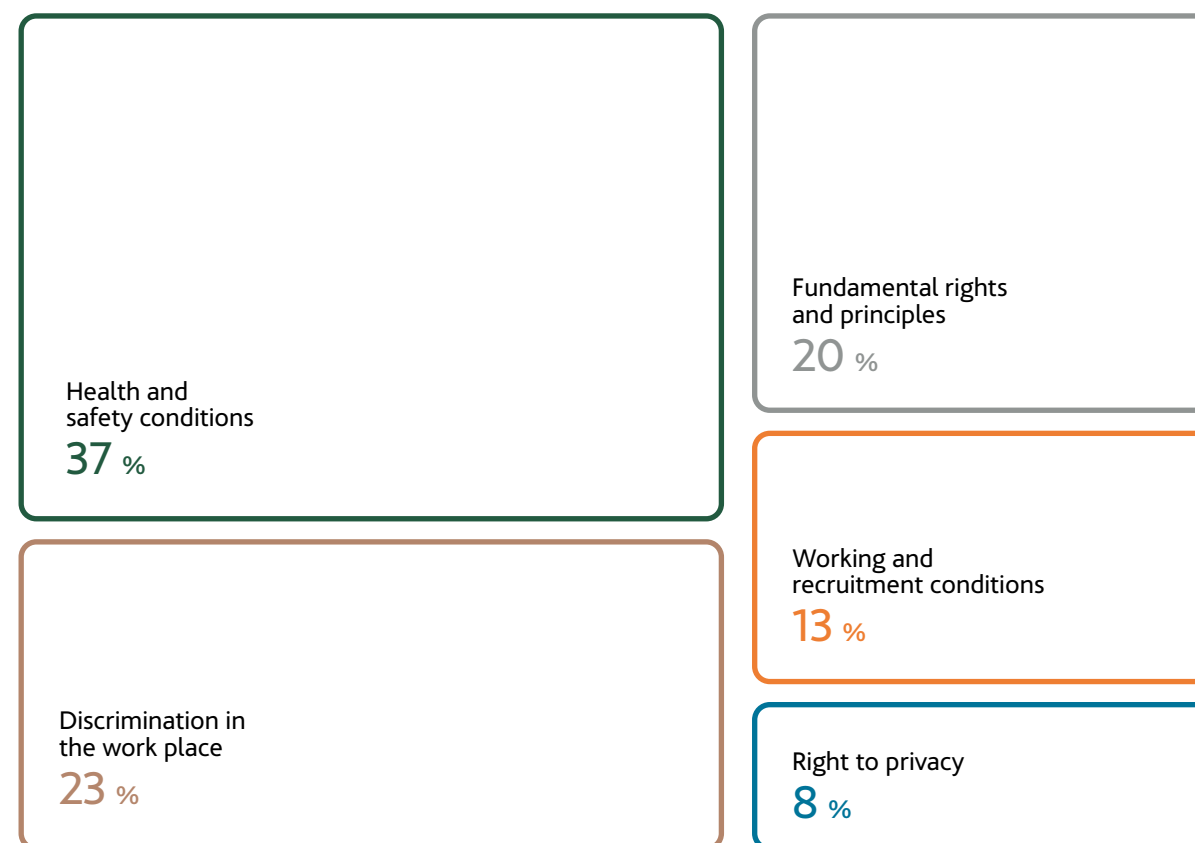 Health and
safety conditions
37 %
Discrimination in
the work place
23 %
Fundamental rights
and principles
20 %
Working and
recruitment conditions
13 %
Right to privacy
8 %